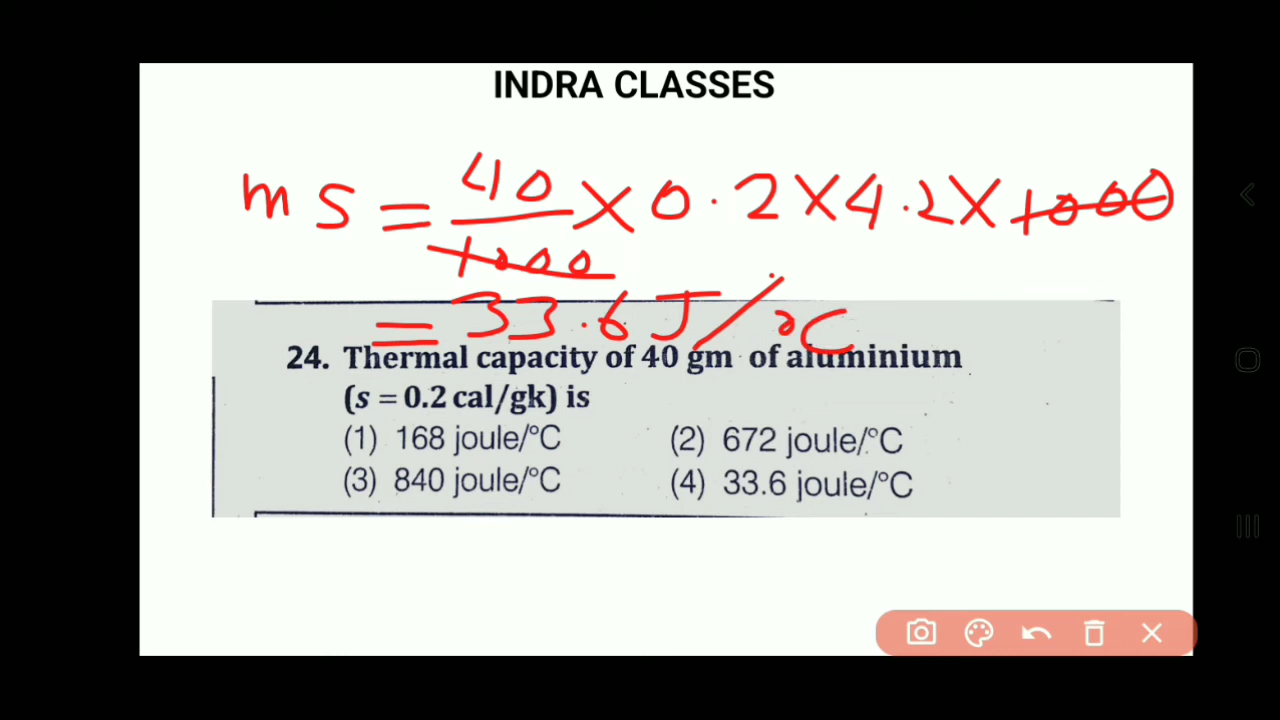 INDRA CLASSES
m s = 40/1000 × 0.2 × 4.2 × 1000
= 33.6 J/°C
24. Thermal capacity of 40 gm of aluminium
(s = 0.2 cal/gk) is
(1) 168 joule/°C (2) 672 joule/°C
(3) 840 joule/°C (4) 33.6 joule/°C